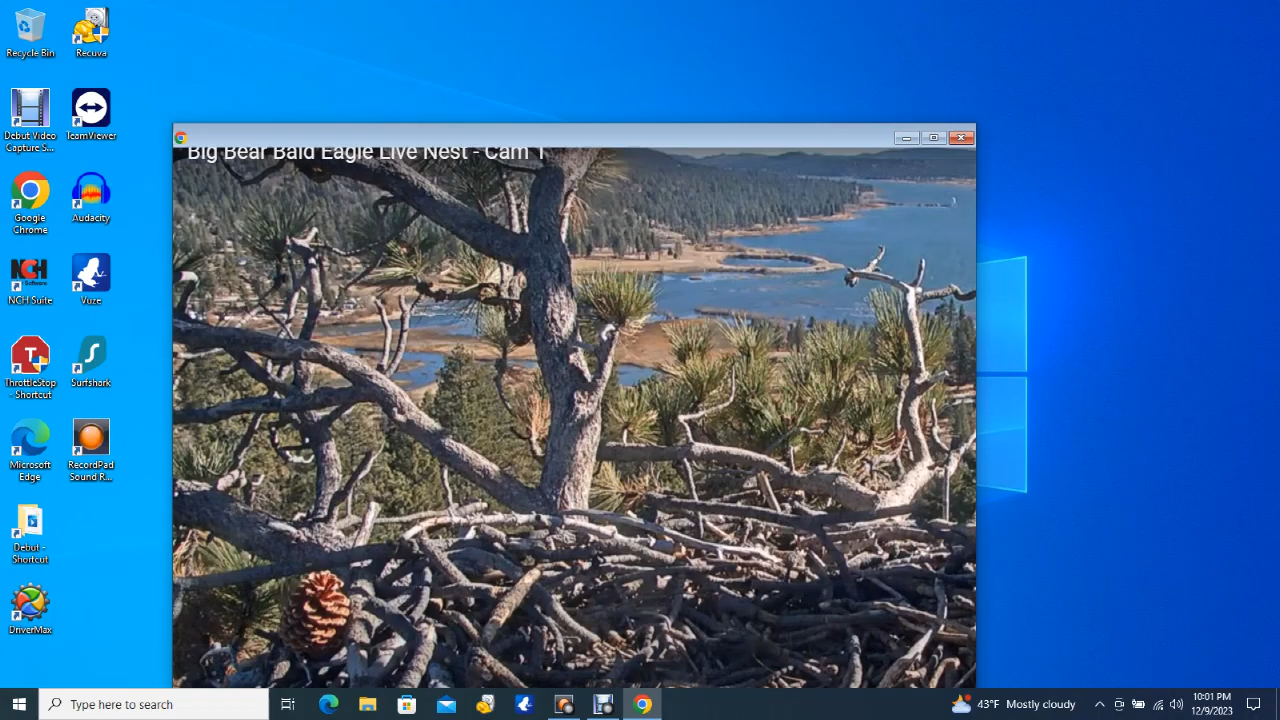 Recycle Bin
Recuva
Debut Video
Capture S...
TeamViewer
Google
Chrome
Audacity
NCH
Software
NCH Suite
Vuze
T
ThrottleStop
- Shortcut
S
Surfshark
Microsoft
Edge
RecordPad
Sound R...
Debut -
Shortcut
DriverMax
Big Bear Bald Eagle Live Nest - Cam 1
Type here to search
43°F Mostly cloudy
10:01 PM
12/9/2023